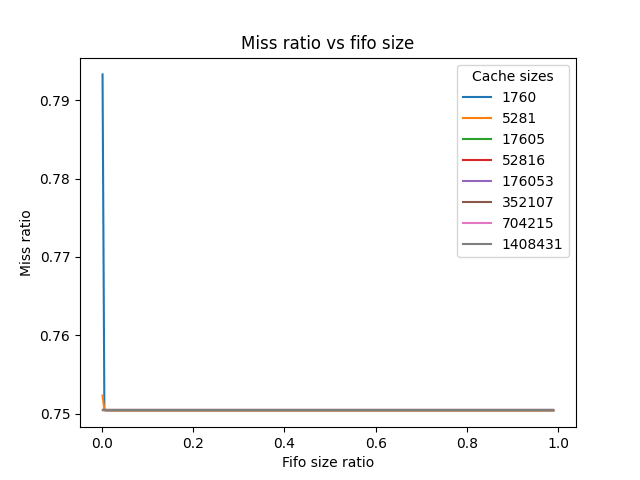 Miss ratio vs fifo size
Cache sizes
1760
5281
17605
52816
176053
352107
704215
1408431
0.79
0.78
0.77
0.76
0.75
Miss ratio
0.0 0.2 0.4 0.6 0.8 1.0
Fifo size ratio